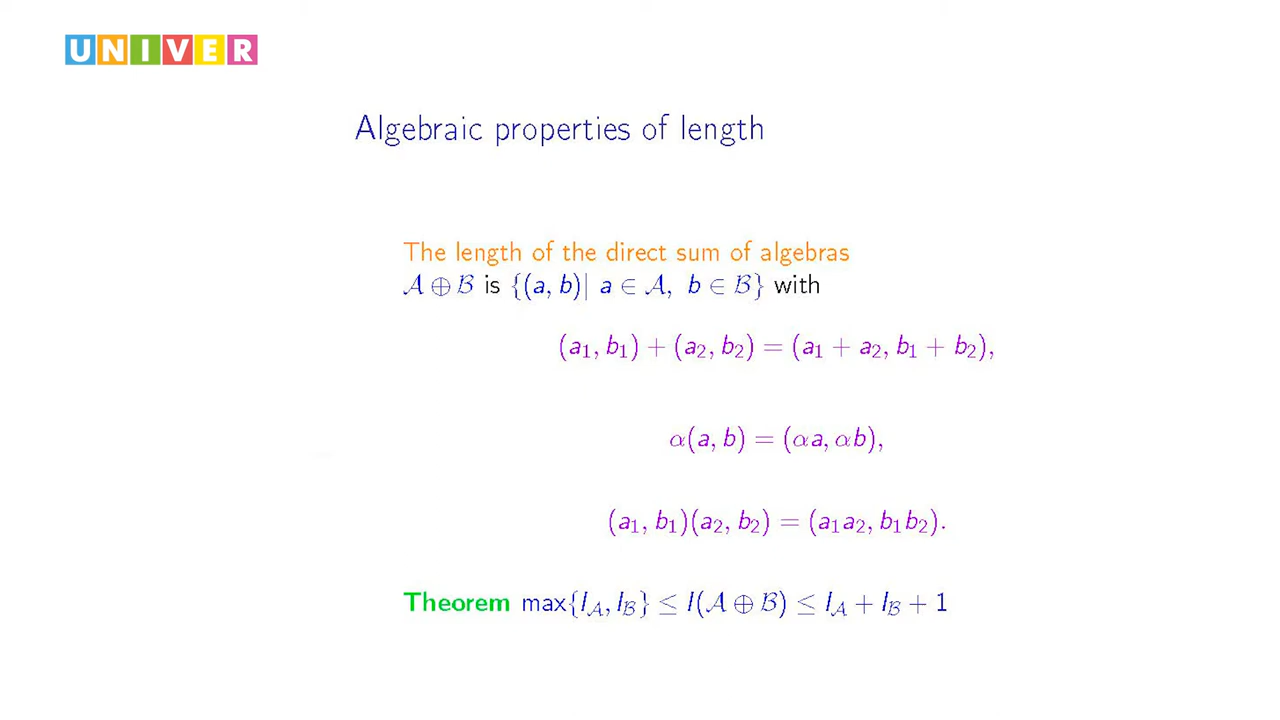 UNIVER
Algebraic properties of length
The length of the direct sum of algebras
𝒜 ⊕ ℬ is {(a, b)| a ∈ 𝒜, b ∈ ℬ} with
(a₁, b₁) + (a₂, b₂) = (a₁ + a₂, b₁ + b₂),
α(a, b) = (αa, αb),
(a₁, b₁)(a₂, b₂) = (a₁a₂, b₁b₂).
Theorem max{l_𝒜, l_ℬ} ≤ l(𝒜 ⊕ ℬ) ≤ l_𝒜 + l_ℬ + 1